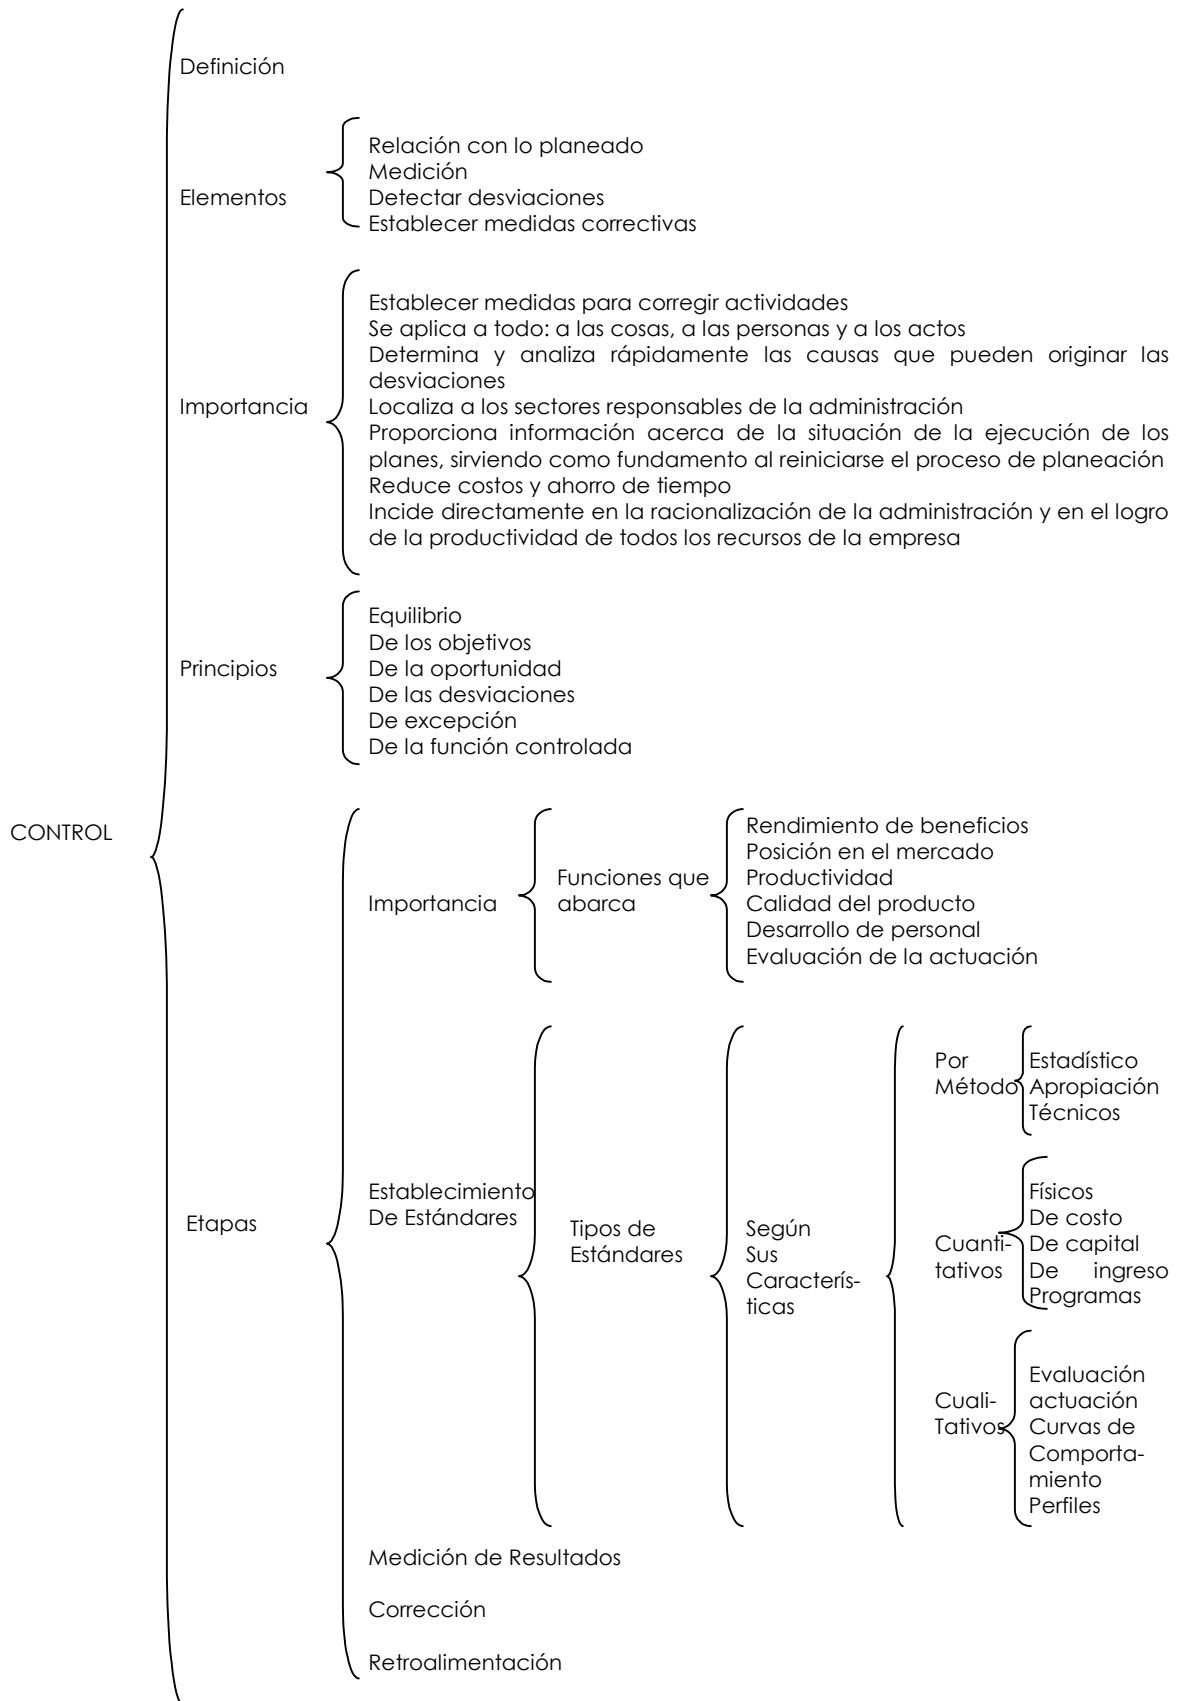 Definición
Relación con lo planeado
Medición
Elementos
Detectar desviaciones
Establecer medidas correctivas
Establecer medidas para corregir actividades
Se aplica a todo: a las cosas, a las personas y a los actos
Determina y analiza rápidamente las causas que pueden originar las
desviaciones
Importancia
Localiza a los sectores responsables de la administración
Proporciona información acerca de la situación de la ejecución de los
planes, sirviendo como fundamento al reiniciarse el proceso de planeación
Reduce costos y ahorro de tiempo
Incide directamente en la racionalización de la administración y en el logro
de la productividad de todos los recursos de la empresa
Principios
Equilibrio
De los objetivos
De la oportunidad
De las desviaciones
De excepción
De la función controlada
CONTROL
Importancia
Funciones que
abarca
Rendimiento de beneficios
Posición en el mercado
Productividad
Calidad del producto
Desarrollo de personal
Evaluación de la actuación
Etapas
Establecimiento
De Estándares
Tipos de
Estándares
Según
Sus
Caracterís-
ticas
Por
Método
Estadístico
Apropiación
Técnicos
Cuanti-
tativos
Físicos
De costo
De capital
De ingreso
Programas
Cuali-
Tativos
Evaluación
actuación
Curvas de
Comporta-
miento
Perfiles
Medición de Resultados
Corrección
Retroalimentación